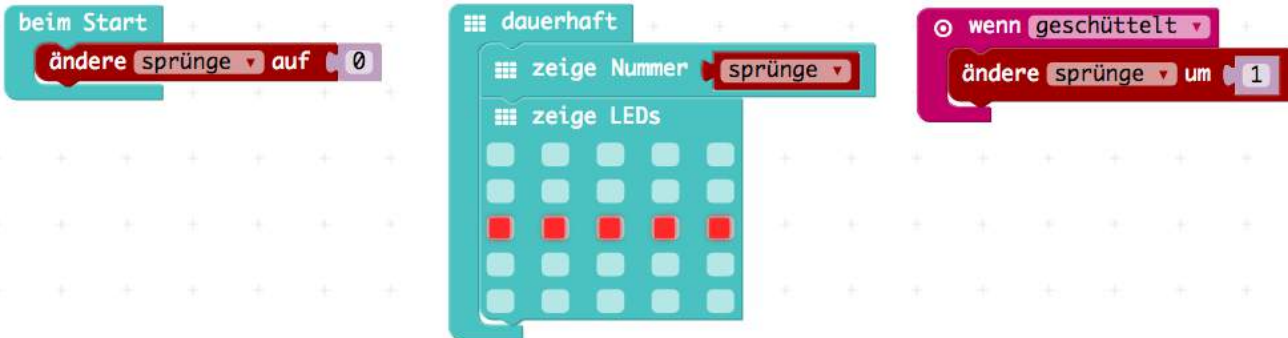 beim Start
ändere sprünge auf 0
dauerhaft
zeige Nummer sprünge
zeige LEDs
wenn geschüttelt
ändere sprünge um 1